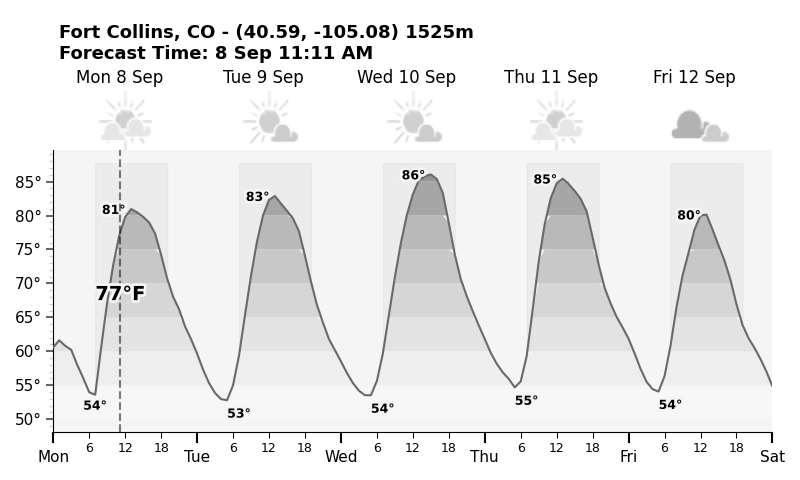 Fort Collins, CO - (40.59, -105.08) 1525m
Forecast Time: 8 Sep 11:11 AM
Mon 8 Sep Tue 9 Sep Wed 10 Sep Thu 11 Sep Fri 12 Sep
85°
80°
75°
70°
65°
60°
55°
50°
81° 83° 86° 85° 80°
77°F
54° 53° 54° 55° 54°
6 12 18 6 12 18 6 12 18 6 12 18 6 12 18
Mon Tue Wed Thu Fri Sat